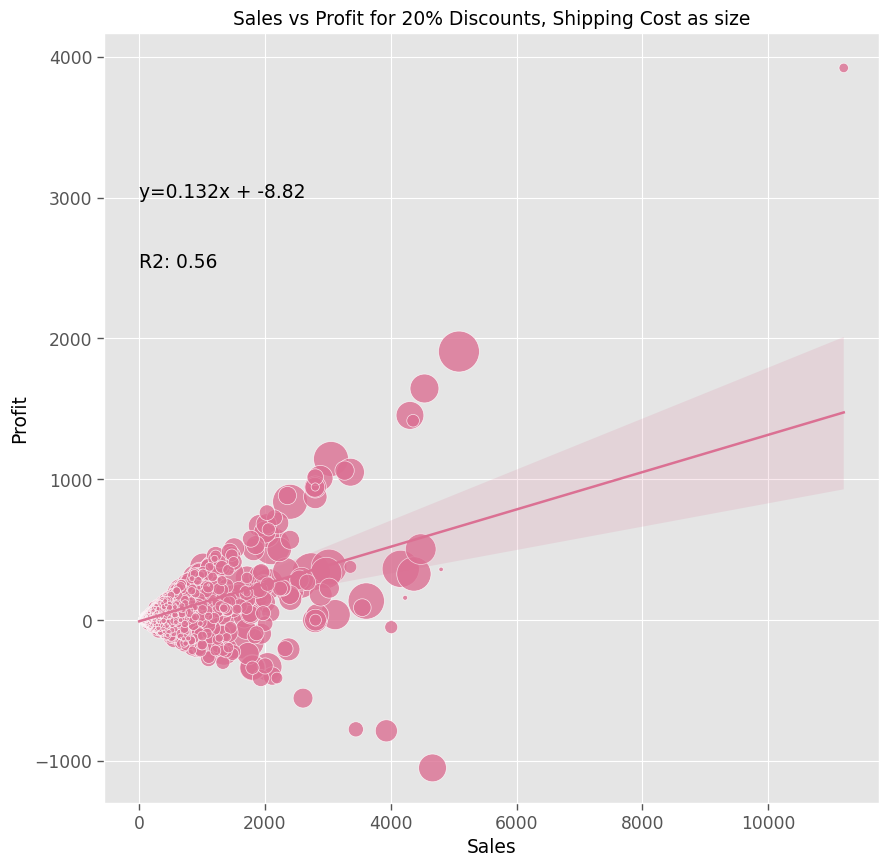 Sales vs Profit for 20% Discounts, Shipping Cost as size
4000
3000
2000
1000
0
−1000
Profit
y=0.132x + -8.82
R2: 0.56
0
2000
4000
6000
8000
10000
Sales